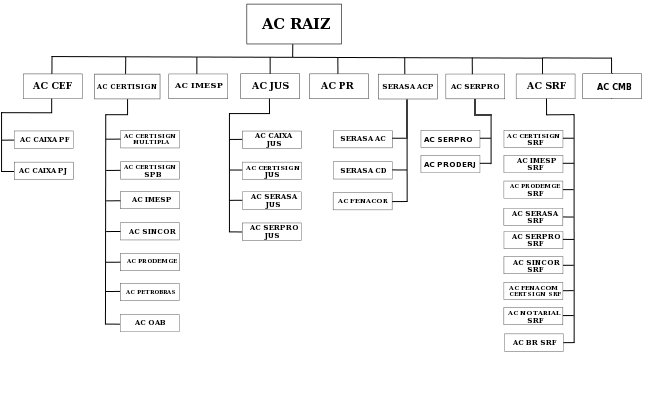 AC RAIZ
AC CEF
AC CERTISIGN
AC IMESP
AC JUS
AC PR
SERASA ACP
AC SERPRO
AC SRF
AC CMB
AC CAIXA PF
AC CAIXA PJ
AC CERTISIGN
MULTIPLA
AC CERTISIGN
SPB
AC IMESP
AC SINCOR
AC PRODEMGE
AC PETROBRAS
AC OAB
AC CAIXA
JUS
AC CERTISIGN
JUS
AC SERASA
JUS
AC SERPRO
JUS
SERASA AC
SERASA CD
AC FENACOR
AC SERPRO
AC PRODERJ
AC CERTISIGN
SRF
AC IMESP
SRF
AC PRODEMGE
SRF
AC SERASA
SRF
AC SERPRO
SRF
AC SINCOR
SRF
AC FENACOM
CERTSIGN SRF
AC NOTARIAL
SRF
AC BR SRF